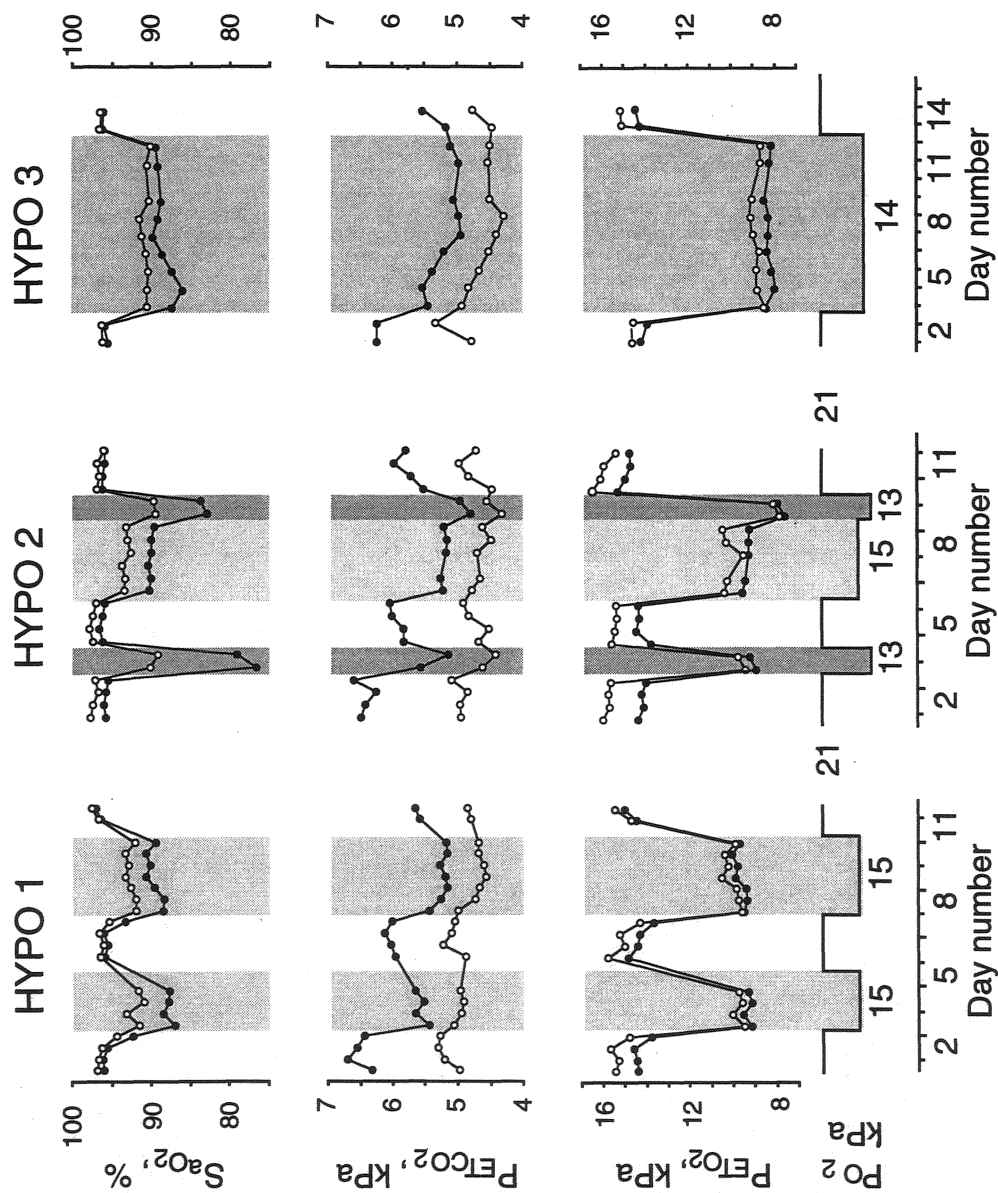 HYPO 1 HYPO 2 HYPO 3
SaO2, %
100 100
90 90
80 80
PETCO2, kPa
7 7
6 6
5 5
4 4
PETO2, kPa
16 16
12 12
8 8
PO2 kPa
15 15 21 13 15 13 21 14
2 5 8 11 2 5 8 11 2 5 8 11 14
Day number Day number Day number